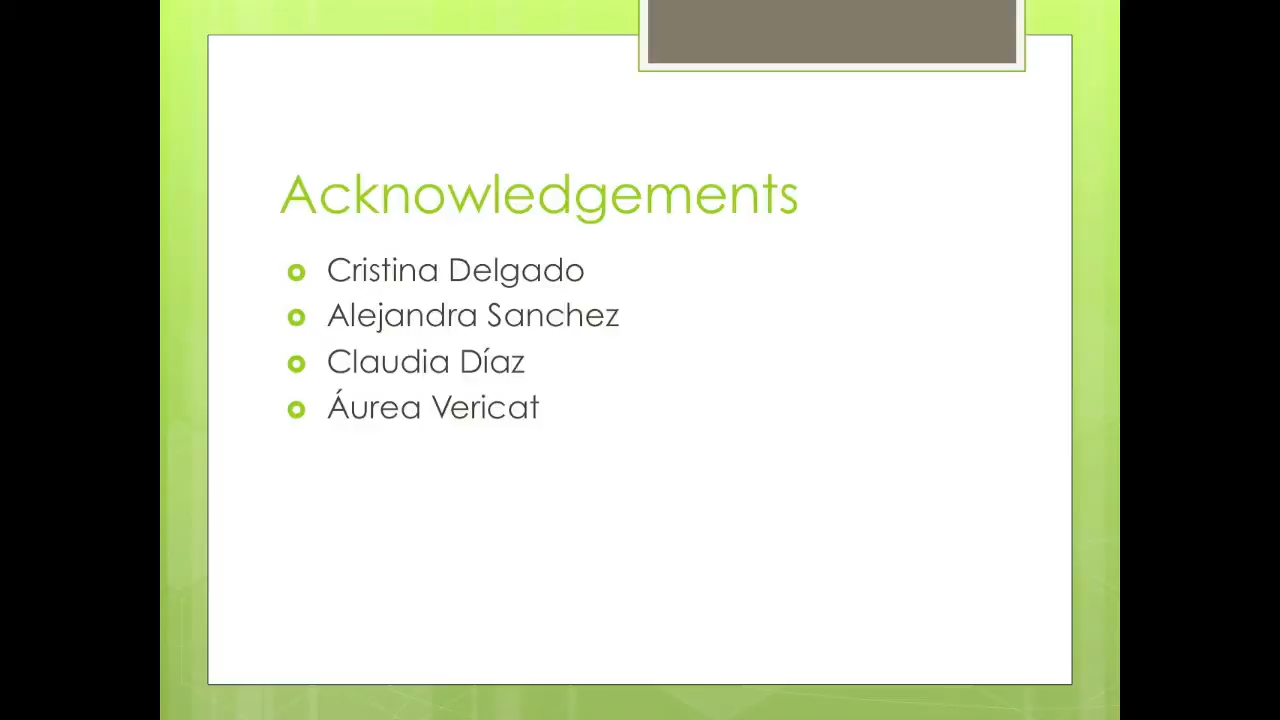 Acknowledgements
Cristina Delgado
Alejandra Sanchez
Claudia Díaz
Áurea Vericat